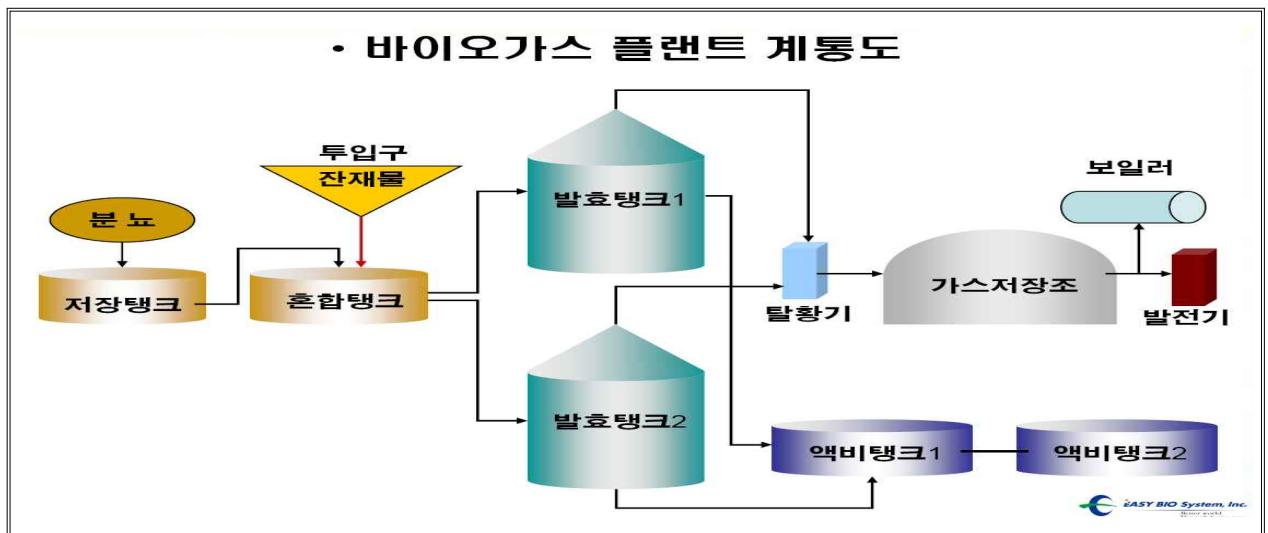 • 바이오가스 플랜트 계통도
투입구
잔재물
분 뇨
저장탱크
혼합탱크
발효탱크1
발효탱크2
탈황기
가스저장조
보일러
발전기
액비탱크1
액비탱크2
EASY BIO System, Inc.